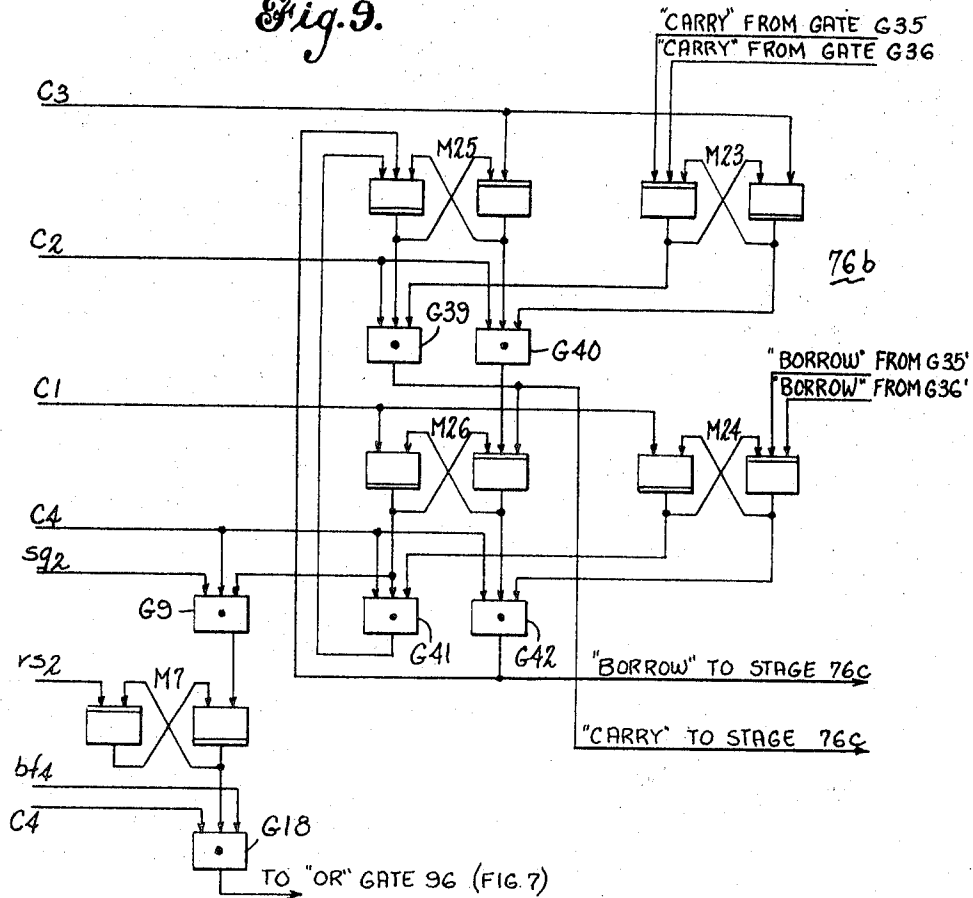 Fig. 9.
"CARRY" FROM GATE G35
"CARRY" FROM GATE G36
C3
M25
M23
C2
76b
G39
G40
"BORROW" FROM G35'
"BORROW" FROM G36'
C1
M26
M24
C4
sg2
G9
G41
G42
rs2
M7
"BORROW" TO STAGE 76C
"CARRY" TO STAGE 76C
bf4
C4
G18
TO "OR" GATE 96 (FIG. 7)